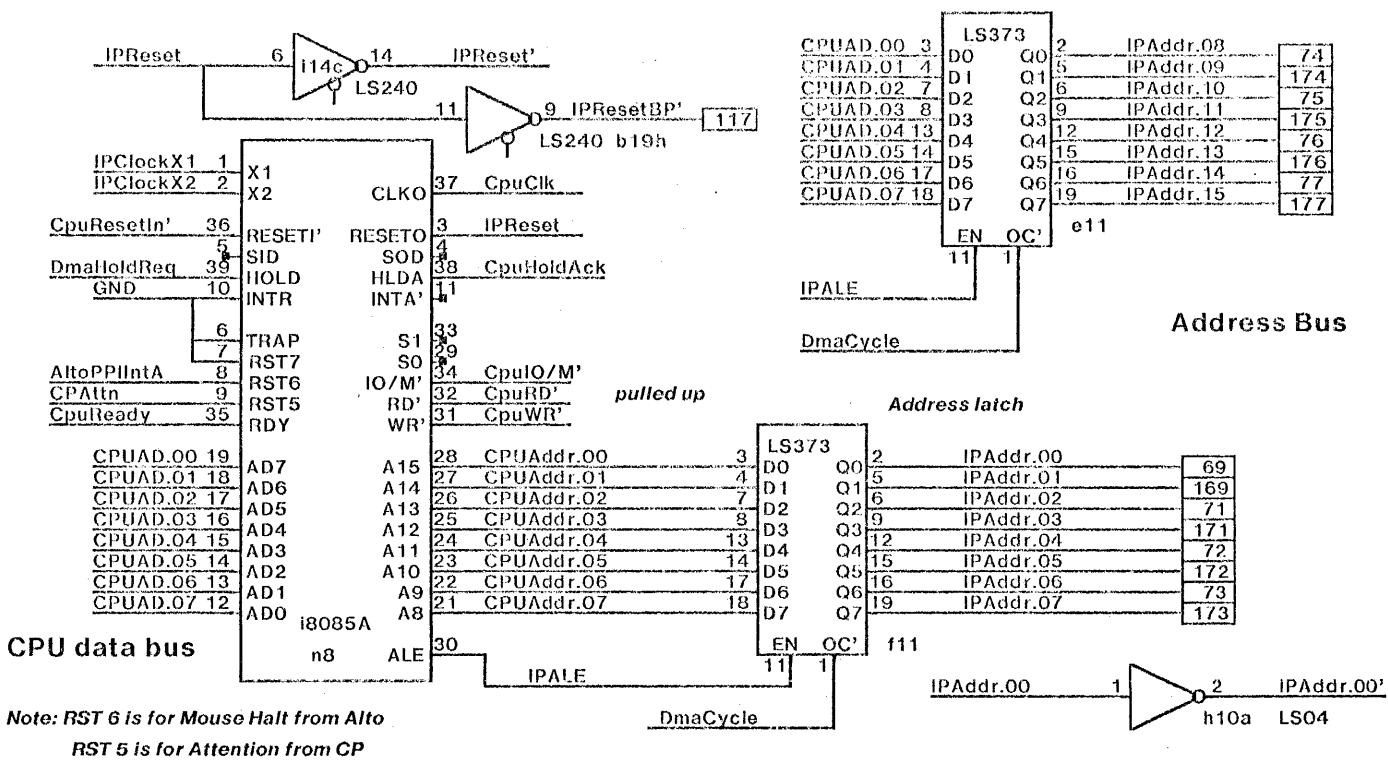 IPReset 6 i14c 14 IPReset'
LS240
11 9 IPResetBP' 117
LS240 b19h
LS373
CPUAD.00 3 D0 Q0 2 IPAddr.08 74
CPUAD.01 4 D1 Q1 5 IPAddr.09 174
CPUAD.02 7 D2 Q2 6 IPAddr.10 75
CPUAD.03 8 D3 Q3 9 IPAddr.11 175
CPUAD.04 13 D4 Q4 12 IPAddr.12 76
CPUAD.05 14 D5 Q5 15 IPAddr.13 176
CPUAD.06 17 D6 Q6 16 IPAddr.14 77
CPUAD.07 18 D7 Q7 19 IPAddr.15 177
EN OC' e11
11 1
IPALE
DmaCycle
Address Bus
IPClockX1 1 X1
IPClockX2 2 X2 CLKO 37 CpuClk
CpuResetIn' 36 RESETI' RESETO 3 IPReset
5 SID SOD 4
DmaHoldReq 39 HOLD HLDA 38 CpuHoldAck
GND 10 INTR INTA' 11
6 TRAP S1 33
7 RST7 S0 29
AltoPPIIntA 8 RST6 IO/M' 34 CpuIO/M'
CPAttn 9 RST5 RD' 32 CpuRD'
CpuReady 35 RDY WR' 31 CpuWR'
pulled up
Address latch
LS373
CPUAD.00 19 AD7 A15 28 CPUAddr.00 3 D0 Q0 2 IPAddr.00 69
CPUAD.01 18 AD6 A14 27 CPUAddr.01 4 D1 Q1 5 IPAddr.01 169
CPUAD.02 17 AD5 A13 26 CPUAddr.02 7 D2 Q2 6 IPAddr.02 71
CPUAD.03 16 AD4 A12 25 CPUAddr.03 8 D3 Q3 9 IPAddr.03 171
CPUAD.04 15 AD3 A11 24 CPUAddr.04 13 D4 Q4 12 IPAddr.04 72
CPUAD.05 14 AD2 A10 23 CPUAddr.05 14 D5 Q5 15 IPAddr.05 172
CPUAD.06 13 AD1 A9 22 CPUAddr.06 17 D6 Q6 16 IPAddr.06 73
CPUAD.07 12 AD0 A8 21 CPUAddr.07 18 D7 Q7 19 IPAddr.07 173
i8085A
CPU data bus
n8 ALE 30
EN OC' f11
11 1
IPALE
DmaCycle
IPAddr.00 1 2 IPAddr.00'
h10a LS04
Note: RST 6 is for Mouse Halt from Alto
RST 5 is for Attention from CP